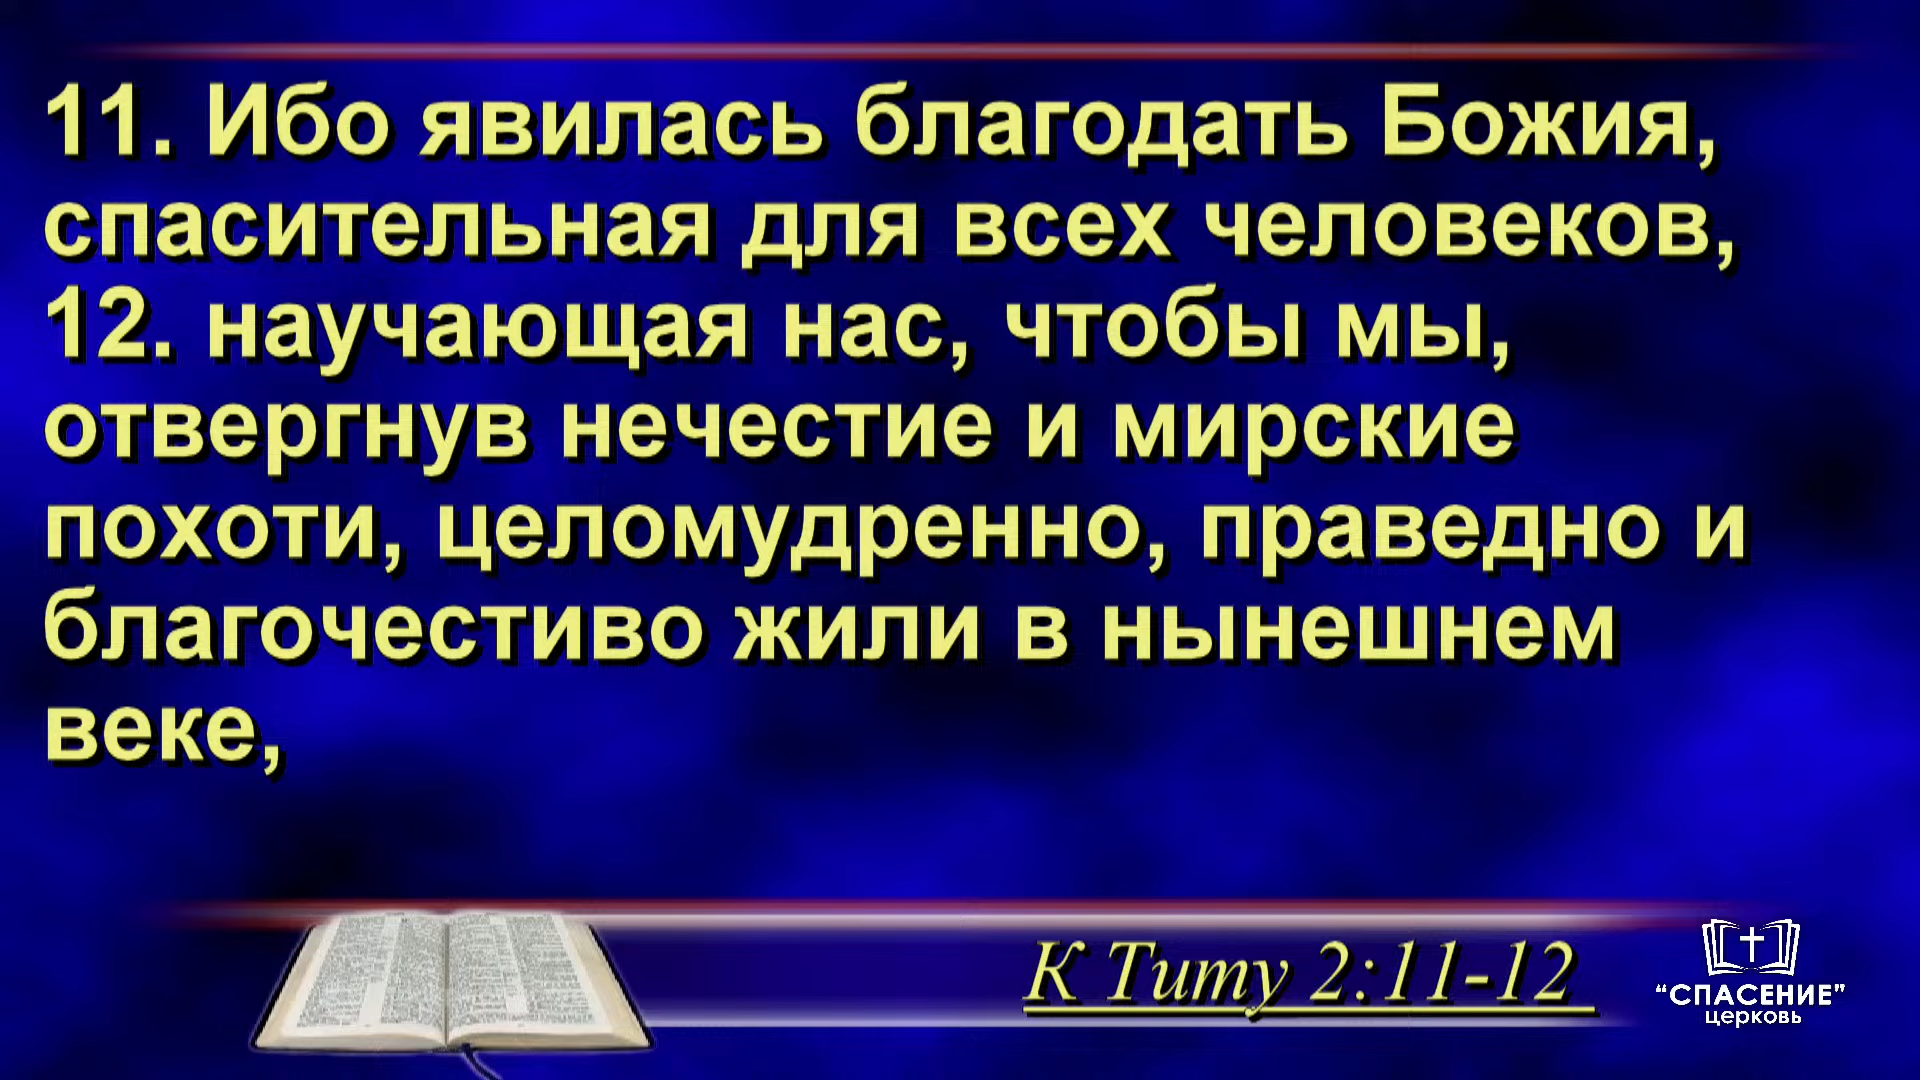 11. Ибо явилась благодать Божия,
спасительная для всех человеков,
12. научающая нас, чтобы мы,
отвергнув нечестие и мирские
похоти, целомудренно, праведно и
благочестиво жили в нынешнем
веке,
К Титу 2:11-12
“СПАСЕНИЕ”
церковь